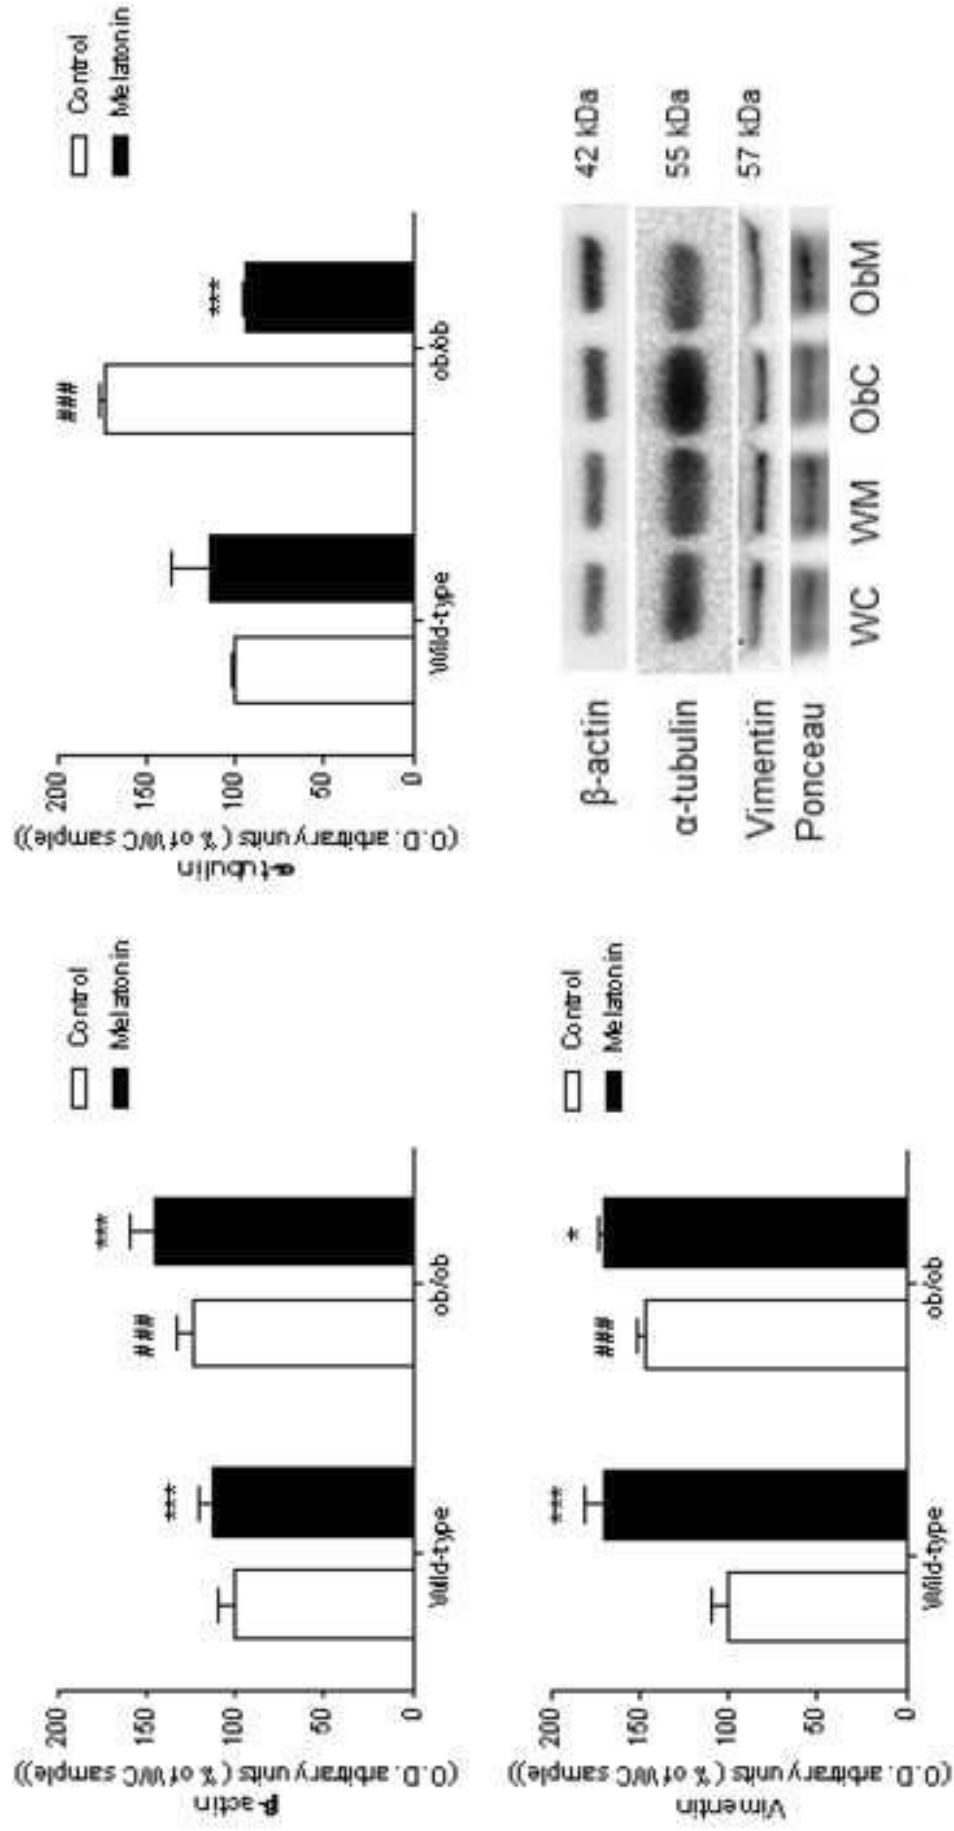 β-actin
(O.D. arbitrary units (% of WC sample))
200
150
100
50
0
***
###
***
Wild-type
ob/ob
Control
Melatonin
α-tubulin
(O.D. arbitrary units (% of WC sample))
200
150
100
50
0
###
***
Wild-type
ob/ob
Control
Melatonin
Vimentin
(O.D. arbitrary units (% of WC sample))
200
150
100
50
0
***
###
*
Wild-type
ob/ob
Control
Melatonin
β-actin 42 kDa
α-tubulin 55 kDa
Vimentin 57 kDa
Ponceau
WC WM ObC ObM